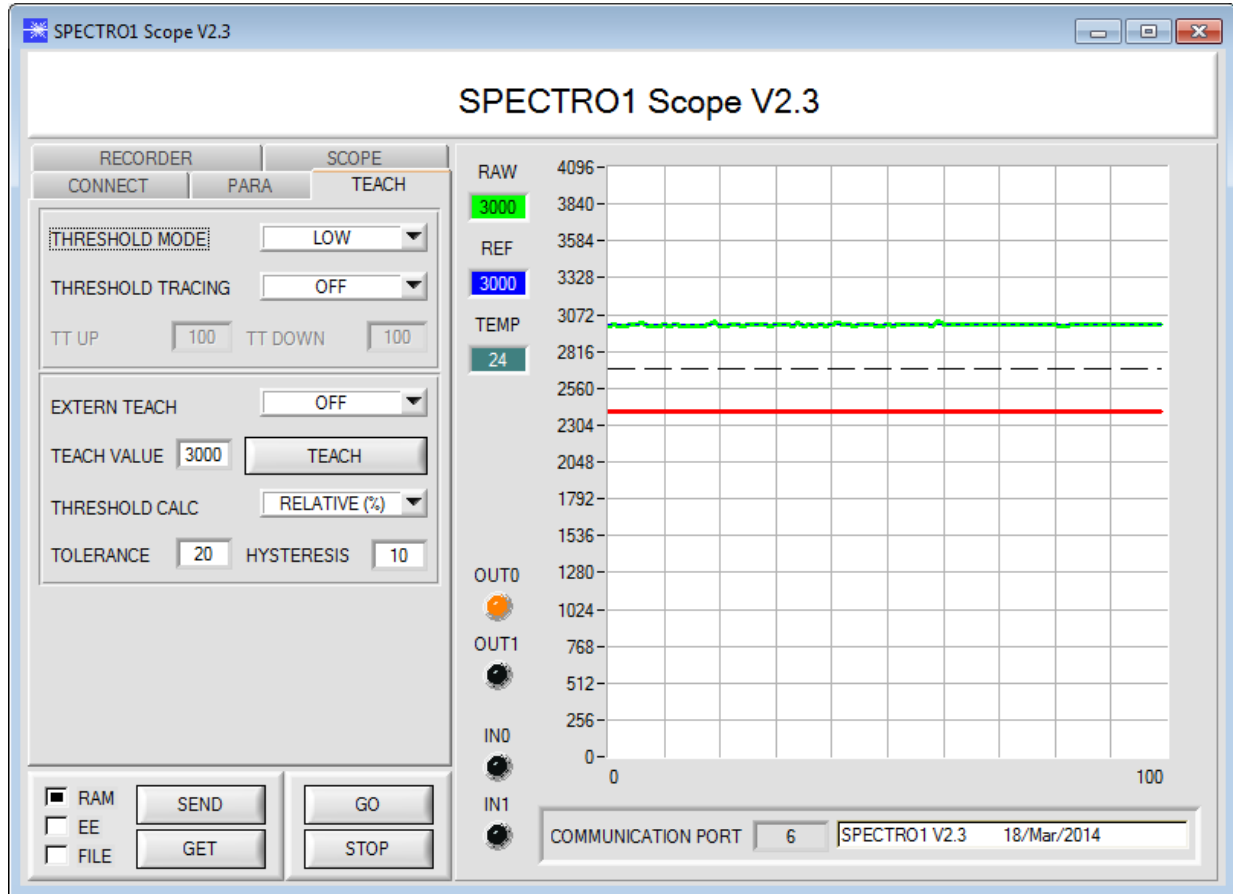 SPECTRO1 Scope V2.3
SPECTRO1 Scope V2.3
RECORDER SCOPE
CONNECT PARA TEACH
THRESHOLD MODE LOW
THRESHOLD TRACING OFF
TT UP 100 TT DOWN 100
EXTERN TEACH OFF
TEACH VALUE 3000 TEACH
THRESHOLD CALC RELATIVE (%)
TOLERANCE 20 HYSTERESIS 10
RAM
EE
FILE
SEND
GET
GO
STOP
RAW
3000
REF
3000
TEMP
24
OUT0
OUT1
IN0
IN1
4096
3840
3584
3328
3072
2816
2560
2304
2048
1792
1536
1280
1024
768
512
256
0
0 100
COMMUNICATION PORT 6 SPECTRO1 V2.3 18/Mar/2014